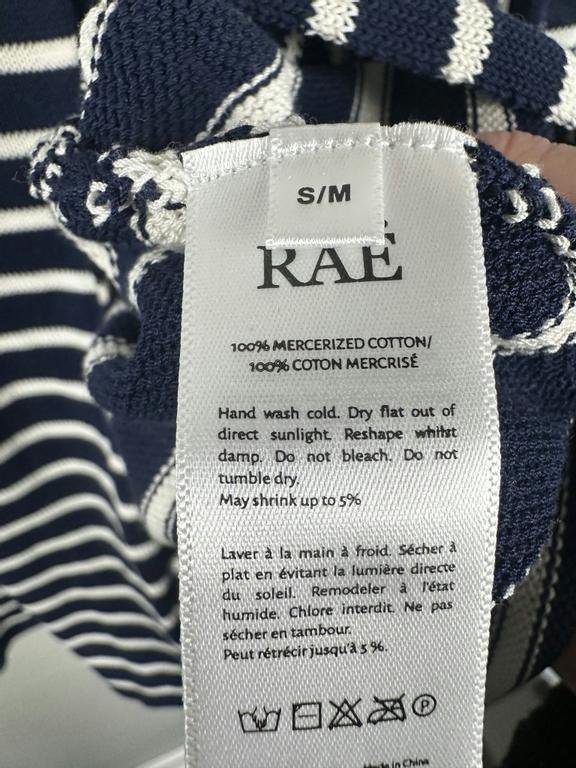 S/M
RAÉ
100% MERCERIZED COTTON/
100% COTON MERCRISÉ
Hand wash cold. Dry flat out of
direct sunlight. Reshape whilst
damp. Do not bleach. Do not
tumble dry.
May shrink up to 5%
Laver à la main à froid. Sécher à
plat en évitant la lumière directe
du soleil. Remodeler à l'état
humide. Chlore interdit. Ne pas
sécher en tambour.
Peut rétrécir jusqu'à 5 %.
P
Made in China